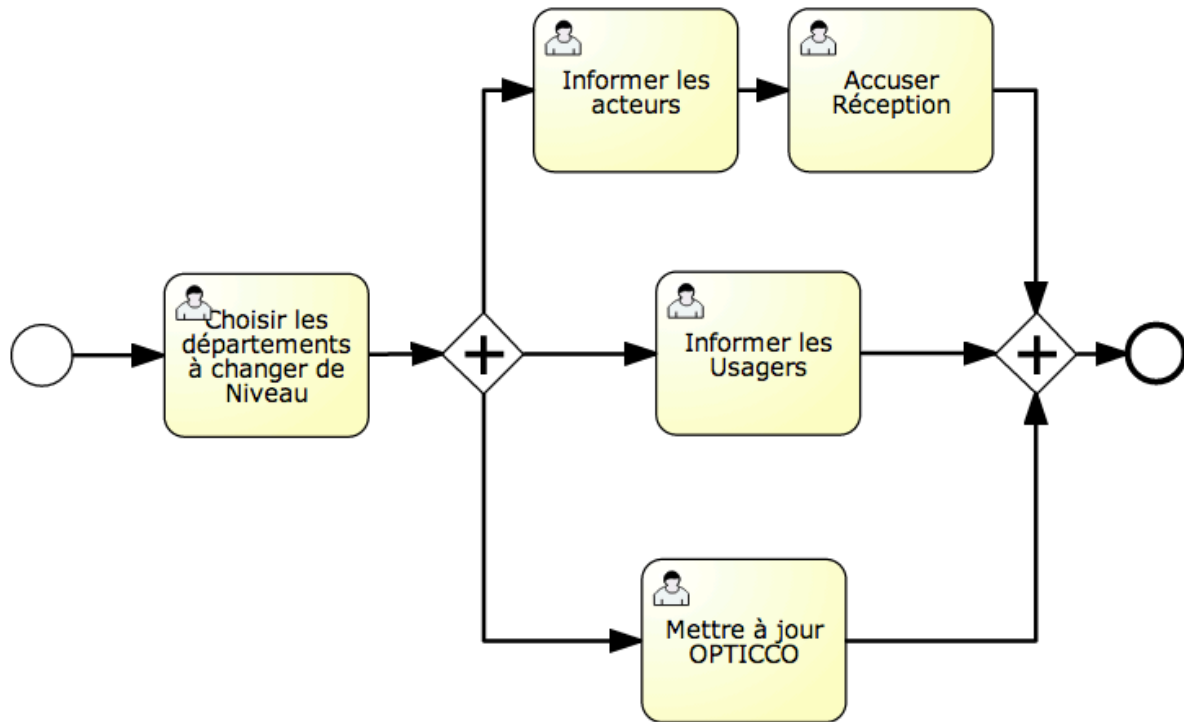 Informer les
acteurs
Accuser
Réception
Choisir les
départements
à changer de
Niveau
Informer les
Usagers
Mettre à jour
OPTICCO